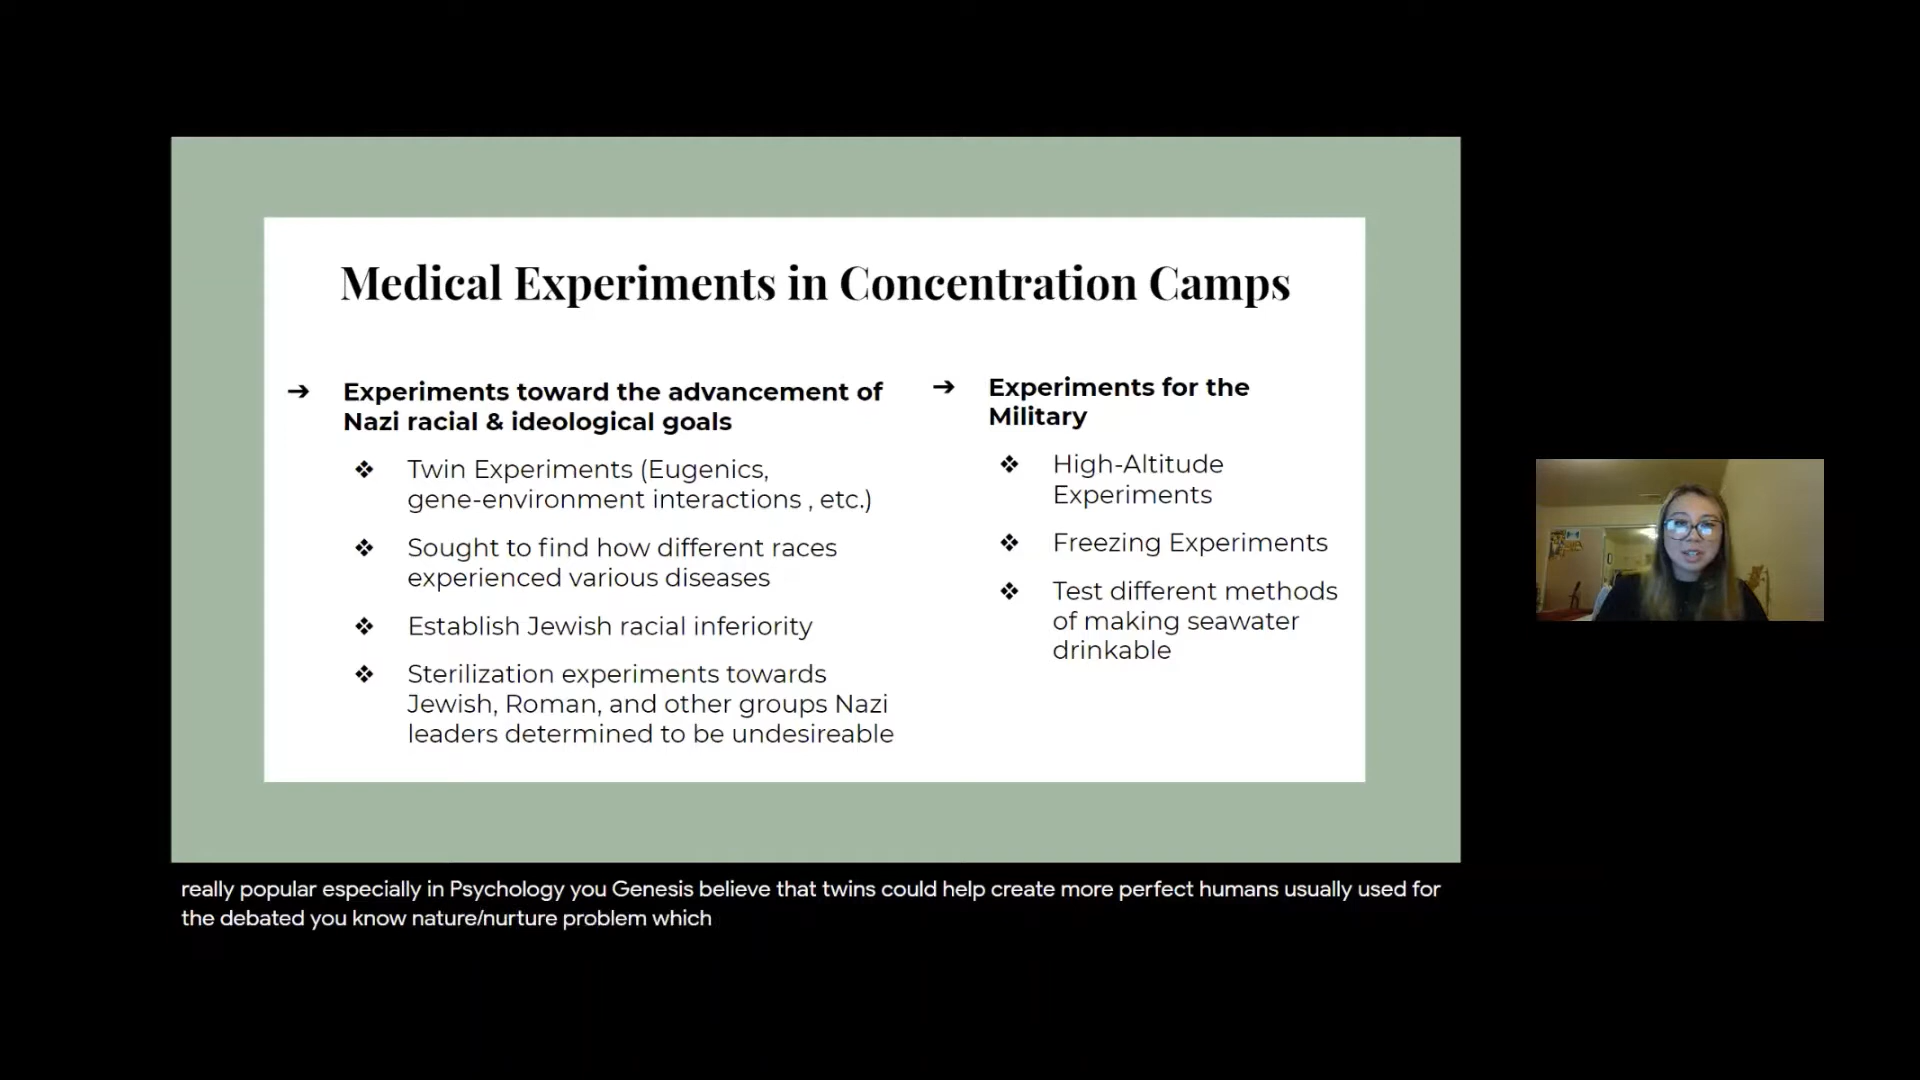 Medical Experiments in Concentration Camps
➔ Experiments toward the advancement of
Nazi racial & ideological goals
❖ Twin Experiments (Eugenics,
gene-environment interactions , etc.)
❖ Sought to find how different races
experienced various diseases
❖ Establish Jewish racial inferiority
❖ Sterilization experiments towards
Jewish, Roman, and other groups Nazi
leaders determined to be undesireable
➔ Experiments for the
Military
❖ High-Altitude
Experiments
❖ Freezing Experiments
❖ Test different methods
of making seawater
drinkable
really popular especially in Psychology you Genesis believe that twins could help create more perfect humans usually used for
the debated you know nature/nurture problem which